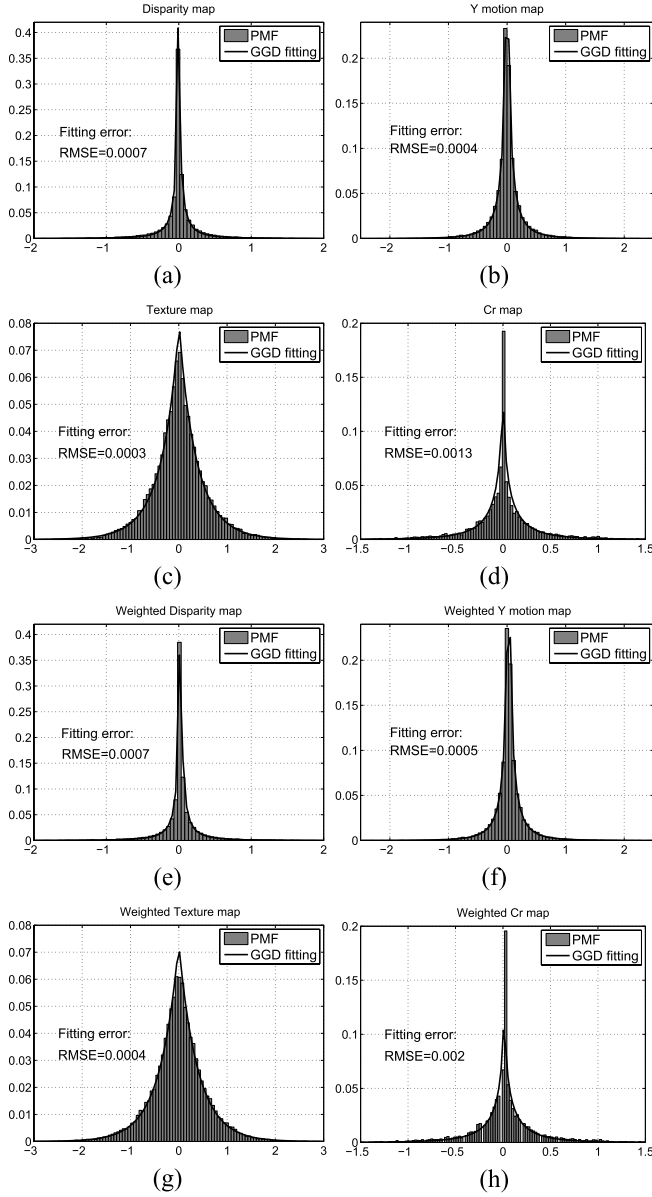 Disparity map
0.4
0.35
0.3
0.25
0.2
0.15
0.1
0.05
0
−2 −1 0 1 2
PMF
GGD fitting
Fitting error:
RMSE=0.0007
(a)
Y motion map
0.2
0.15
0.1
0.05
0
−2 −1 0 1 2
PMF
GGD fitting
Fitting error:
RMSE=0.0004
(b)
Texture map
0.08
0.07
0.06
0.05
0.04
0.03
0.02
0.01
0
−3 −2 −1 0 1 2 3
PMF
GGD fitting
Fitting error:
RMSE=0.0003
(c)
Cr map
0.2
0.15
0.1
0.05
0
−1.5 −1 −0.5 0 0.5 1 1.5
PMF
GGD fitting
Fitting error:
RMSE=0.0013
(d)
Weighted Disparity map
0.4
0.35
0.3
0.25
0.2
0.15
0.1
0.05
0
−2 −1 0 1 2
PMF
GGD fitting
Fitting error:
RMSE=0.0007
(e)
Weighted Y motion map
0.2
0.15
0.1
0.05
0
−2 −1 0 1 2
PMF
GGD fitting
Fitting error:
RMSE=0.0005
(f)
Weighted Texture map
0.08
0.07
0.06
0.05
0.04
0.03
0.02
0.01
0
−3 −2 −1 0 1 2 3
PMF
GGD fitting
Fitting error:
RMSE=0.0004
(g)
Weighted Cr map
0.2
0.15
0.1
0.05
0
−1.5 −1 −0.5 0 0.5 1 1.5
PMF
GGD fitting
Fitting error:
RMSE=0.002
(h)